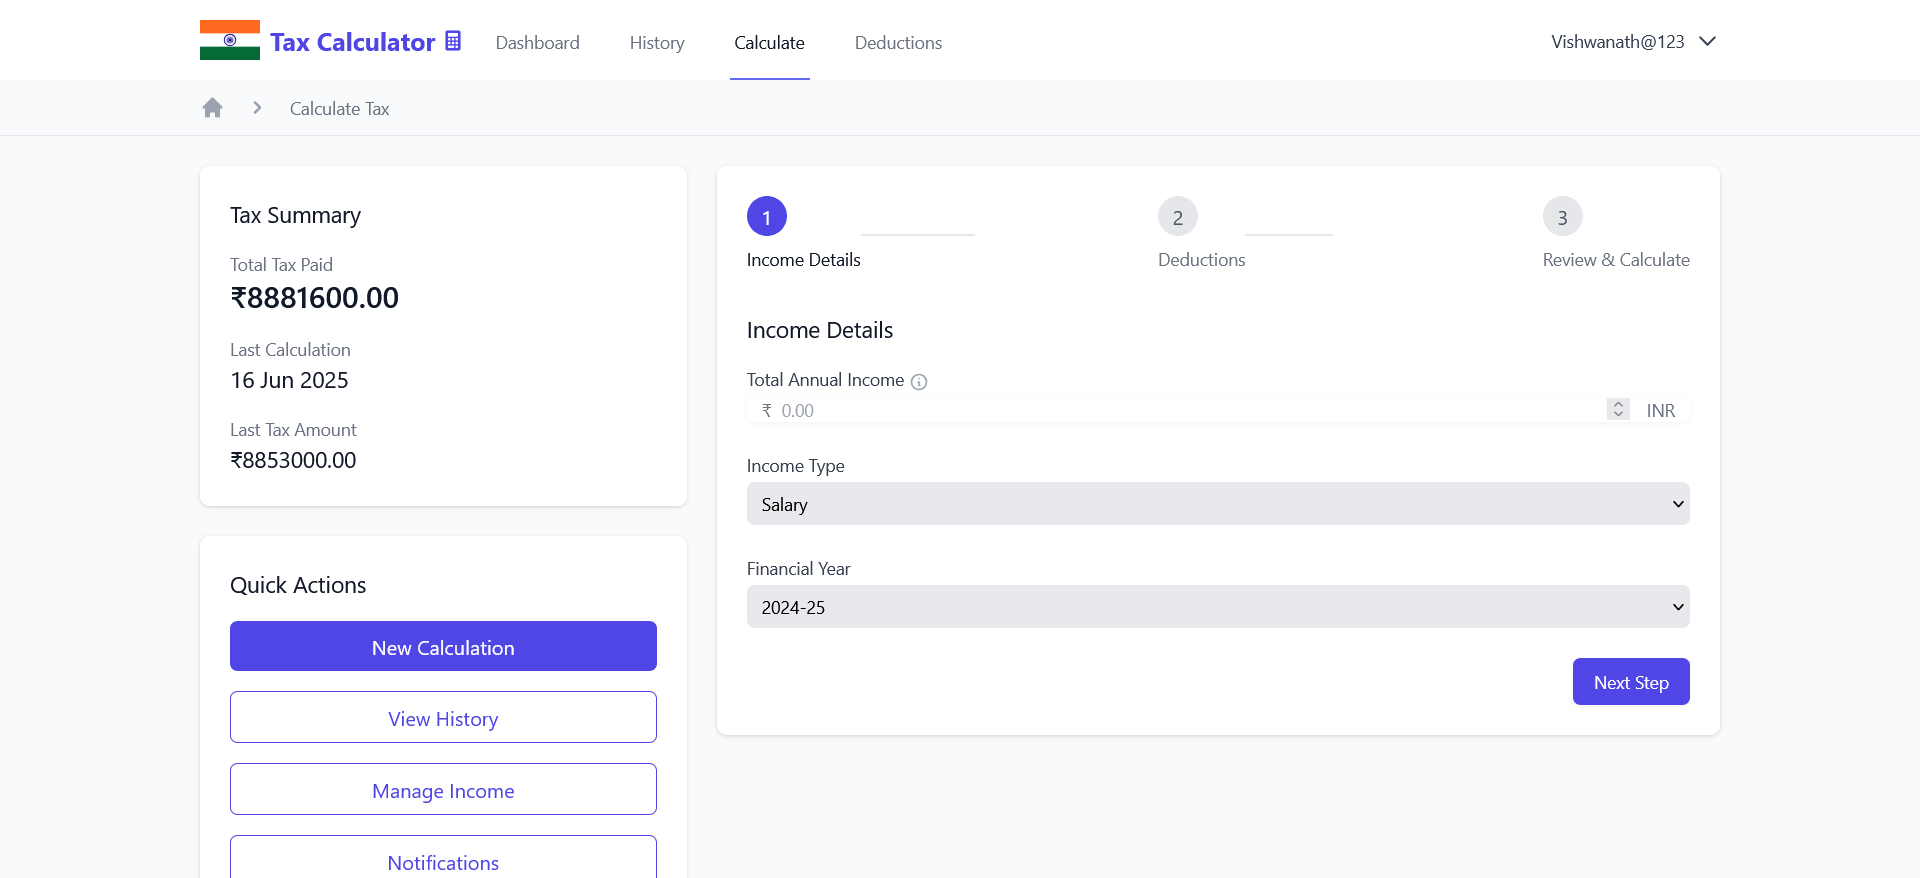 Tax Calculator
Dashboard
History
Calculate
Deductions
Vishwanath@123
Calculate Tax
Tax Summary
Total Tax Paid
₹8881600.00
Last Calculation
16 Jun 2025
Last Tax Amount
₹8853000.00
Quick Actions
New Calculation
View History
Manage Income
Notifications
1
Income Details
2
Deductions
3
Review & Calculate
Income Details
Total Annual Income
₹ 0.00 INR
Income Type
Salary
Financial Year
2024-25
Next Step